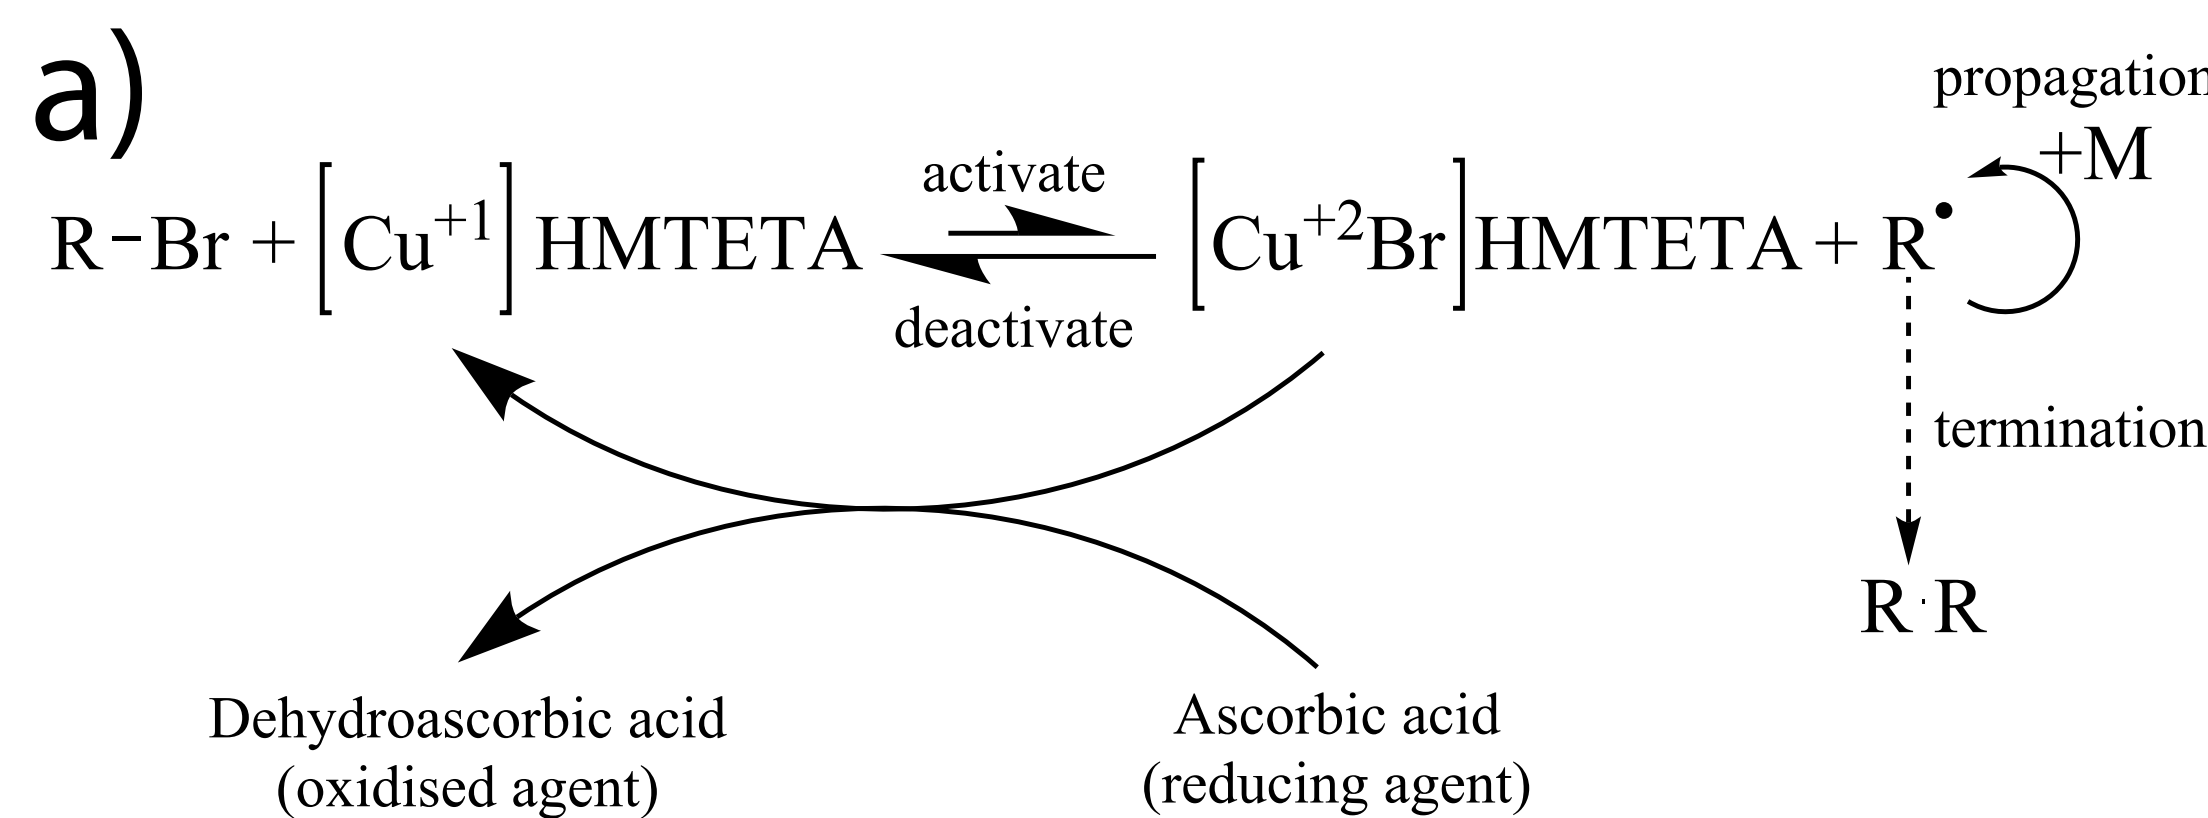 a)
propagation
+M
activate
R-Br + [Cu+1] HMTETA [Cu+2Br] HMTETA + R•
deactivate
termination
R·R
Dehydroascorbic acid
(oxidised agent)
Ascorbic acid
(reducing agent)